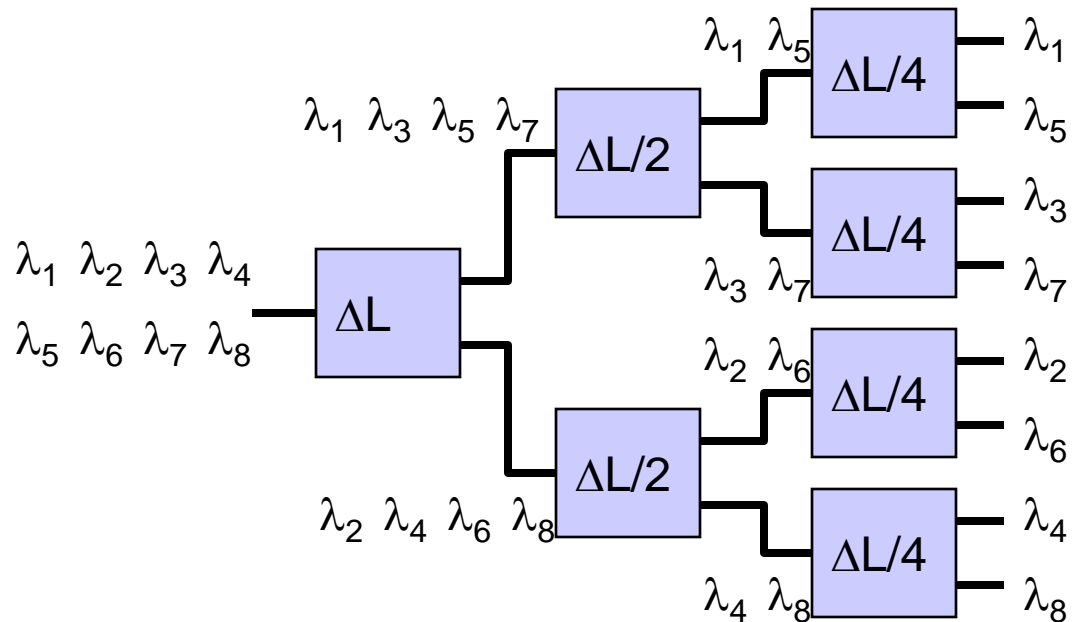 λ₁ λ₂ λ₃ λ₄
λ₅ λ₆ λ₇ λ₈
ΔL
λ₁ λ₃ λ₅ λ₇
ΔL/2
λ₂ λ₄ λ₆ λ₈
ΔL/2
λ₁ λ₅
ΔL/4
λ₁
λ₅
λ₃ λ₇
ΔL/4
λ₃
λ₇
λ₂ λ₆
ΔL/4
λ₂
λ₆
λ₄ λ₈
ΔL/4
λ₄
λ₈